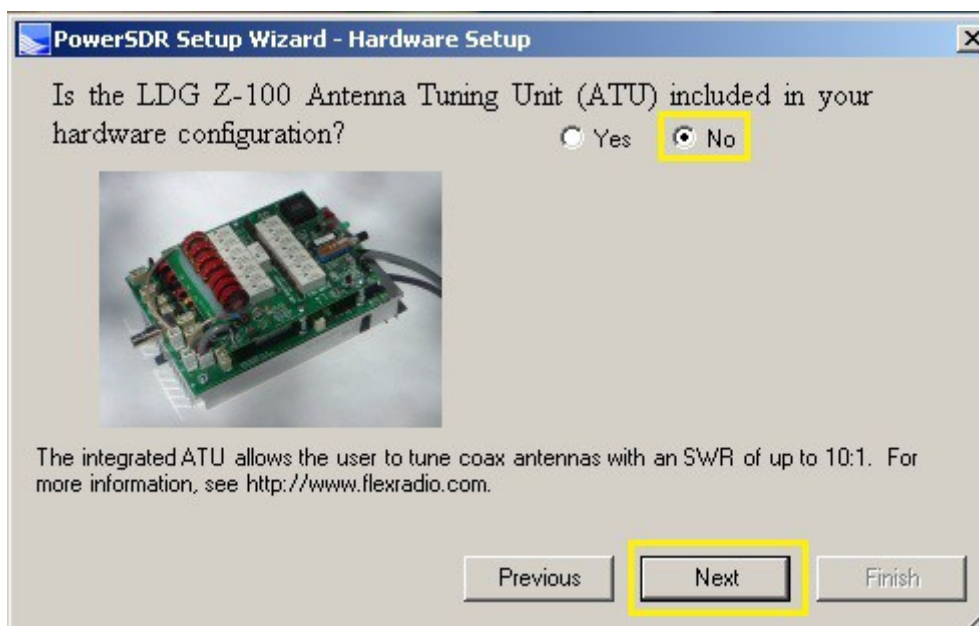 PowerSDR Setup Wizard - Hardware Setup
Is the LDG Z-100 Antenna Tuning Unit (ATU) included in your
hardware configuration?
Yes
No
The integrated ATU allows the user to tune coax antennas with an SWR of up to 10:1. For
more information, see http://www.flexradio.com.
Previous
Next
Finish